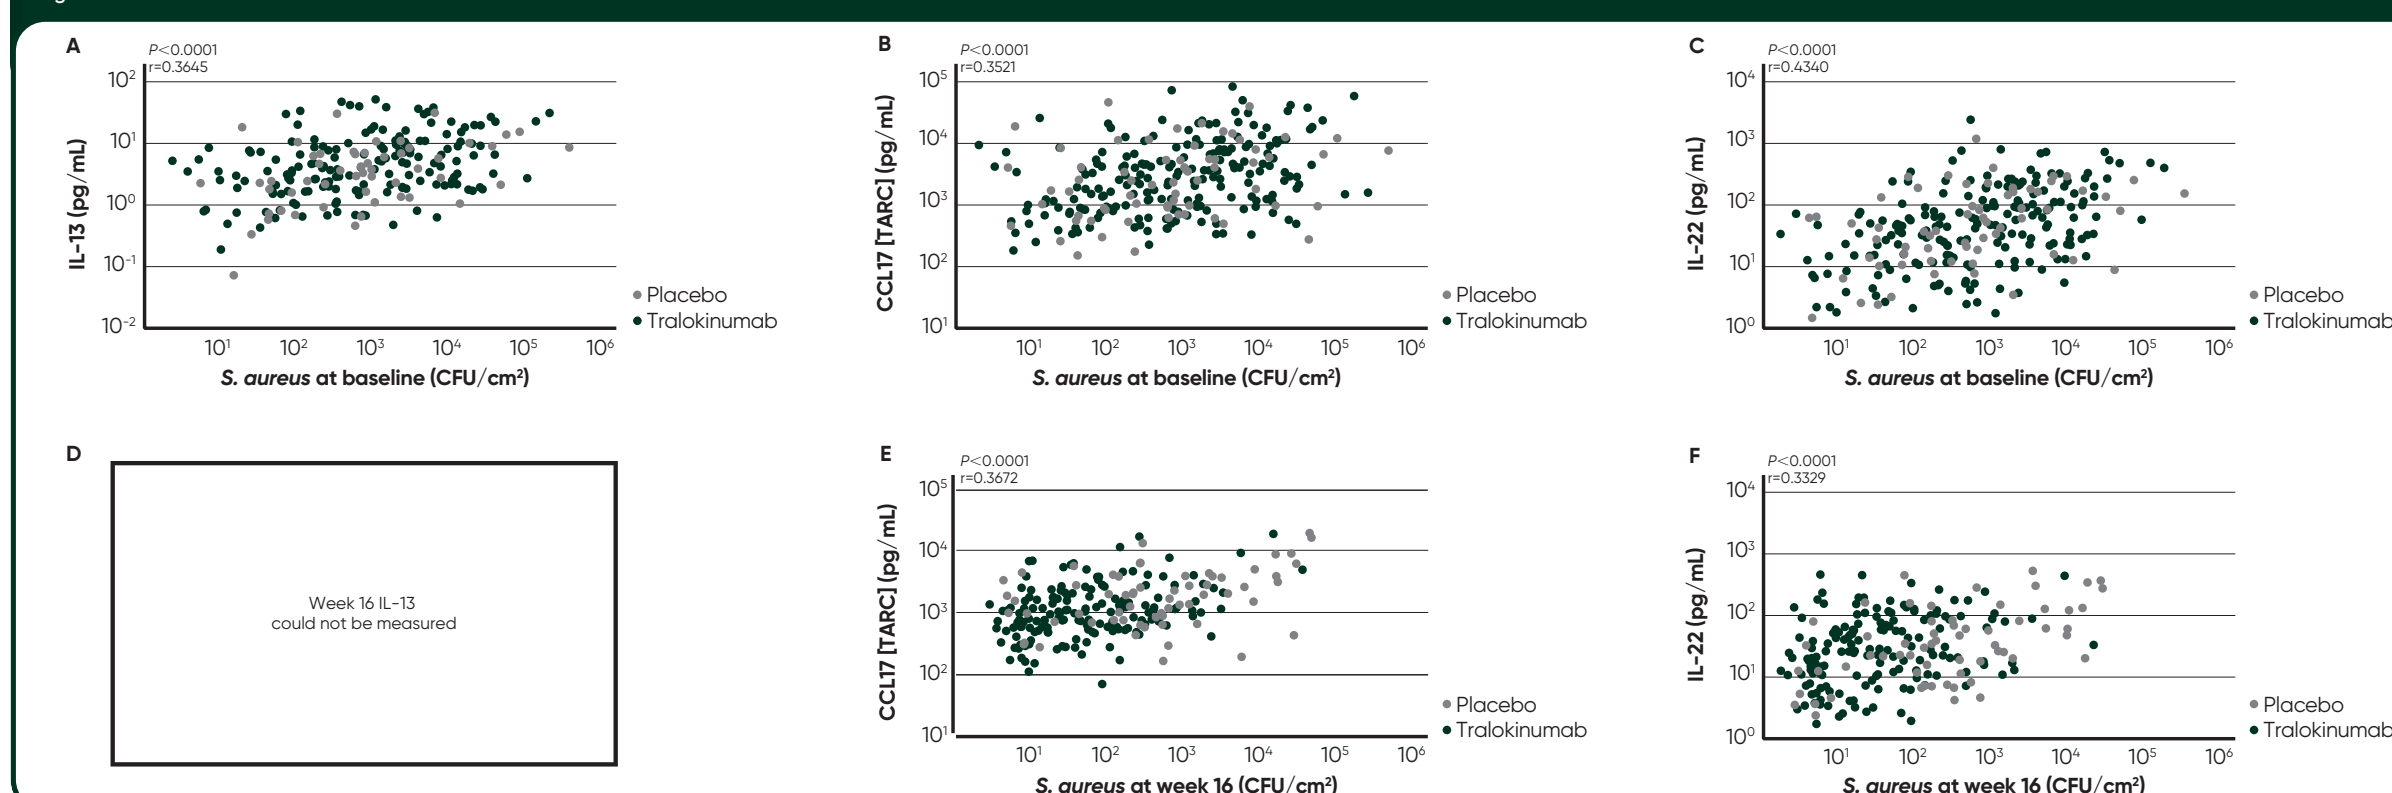 A
P<0.0001
r=0.3645
10²
10¹
10⁰
10⁻¹
10⁻²
IL-13 (pg/mL)
10¹ 10² 10³ 10⁴ 10⁵ 10⁶
S. aureus at baseline (CFU/cm²)
Placebo
Tralokinumab
B
P<0.0001
r=0.3521
10⁵
10⁴
10³
10²
10¹
CCL17 [TARC] (pg/mL)
10¹ 10² 10³ 10⁴ 10⁵ 10⁶
S. aureus at baseline (CFU/cm²)
Placebo
Tralokinumab
C
P<0.0001
r=0.4340
10⁴
10³
10²
10¹
10⁰
IL-22 (pg/mL)
10¹ 10² 10³ 10⁴ 10⁵ 10⁶
S. aureus at baseline (CFU/cm²)
Placebo
Tralokinumab
D
Week 16 IL-13
could not be measured
E
P<0.0001
r=0.3672
10⁵
10⁴
10³
10²
10¹
CCL17 [TARC] (pg/mL)
10¹ 10² 10³ 10⁴ 10⁵ 10⁶
S. aureus at week 16 (CFU/cm²)
Placebo
Tralokinumab
F
P<0.0001
r=0.3329
10⁴
10³
10²
10¹
10⁰
IL-22 (pg/mL)
10¹ 10² 10³ 10⁴ 10⁵ 10⁶
S. aureus at week 16 (CFU/cm²)
Placebo
Tralokinumab